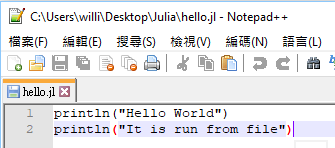 C:\Users\willi\Desktop\Julia\hello.jl - Notepad++
檔案(F) 編輯(E) 搜尋(S) 檢視(V) 編碼(N) 語言(L)
hello.jl
1 println("Hello World")
2 println("It is run from file")